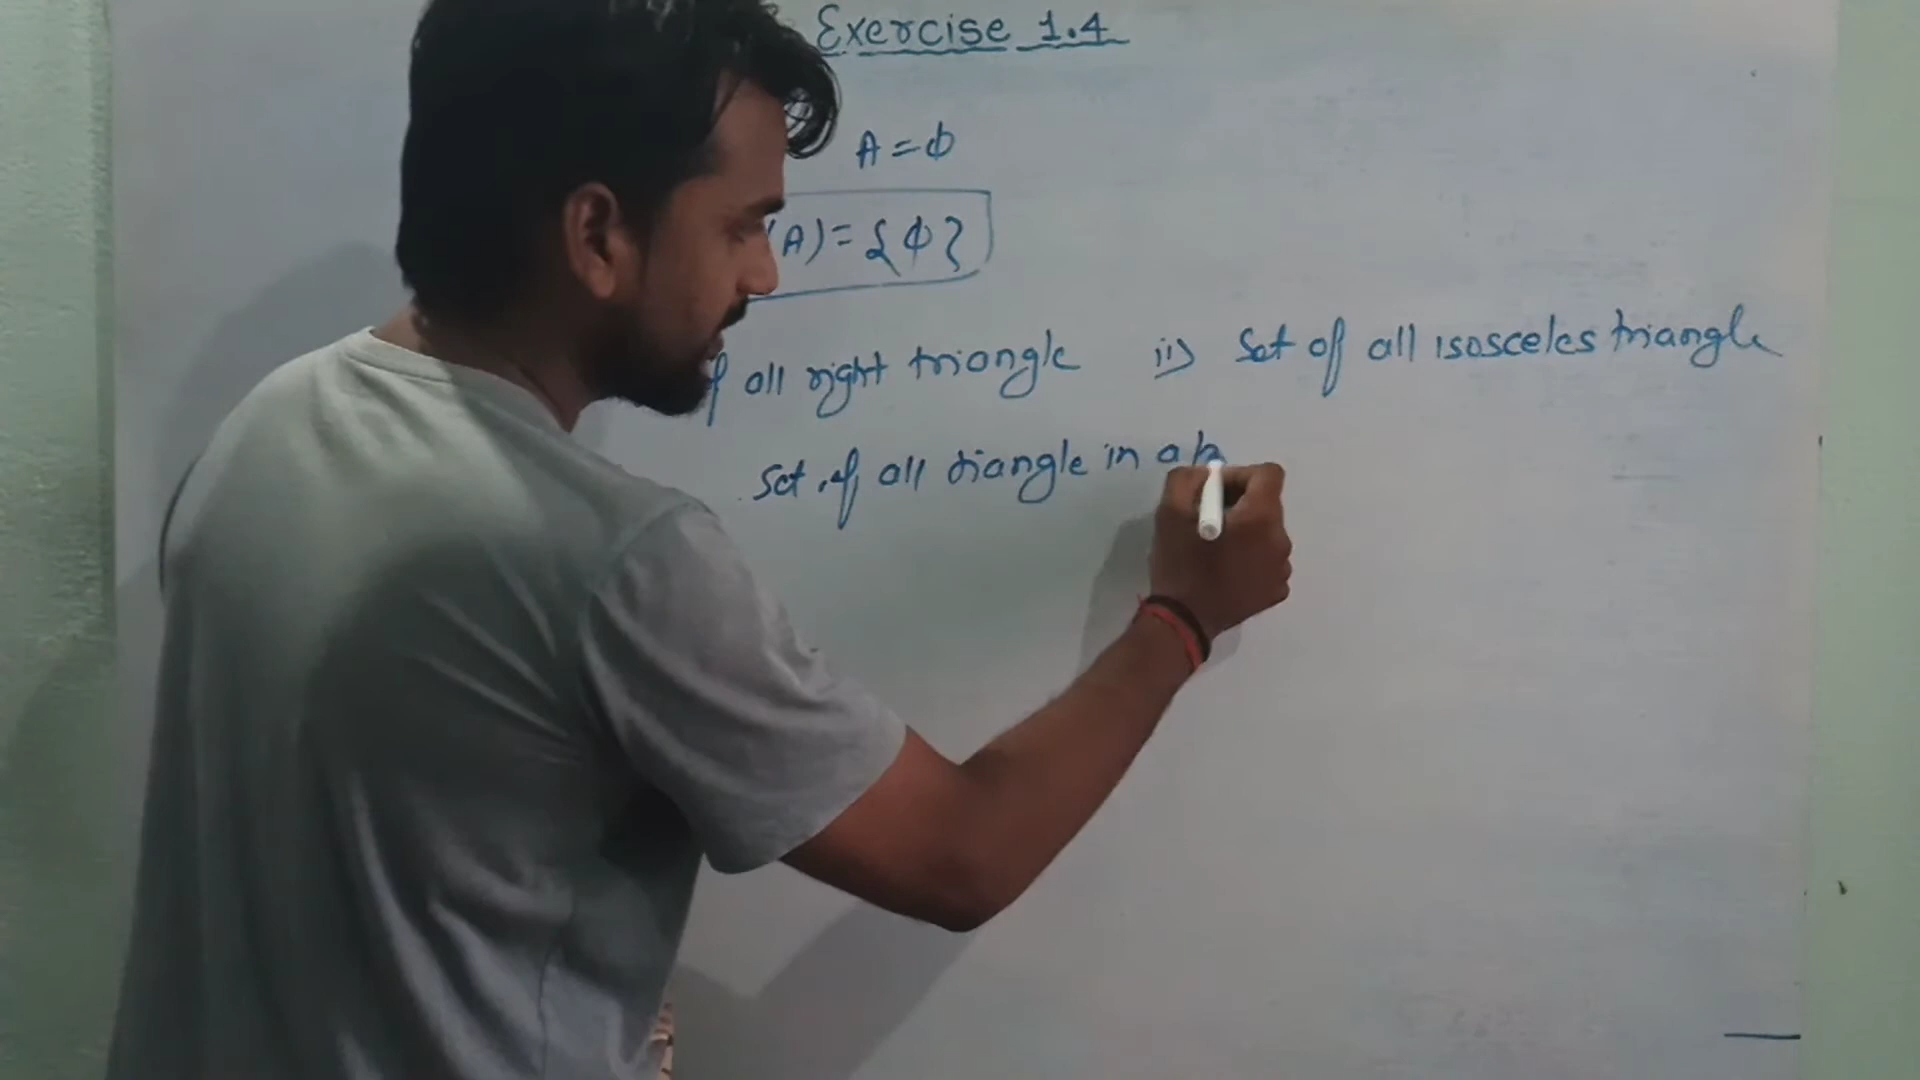 Exercise 1.4
A = ϕ
(A) = {ϕ}
f all right triangle ii) Set of all isosceles triangle
Set of all triangle in a